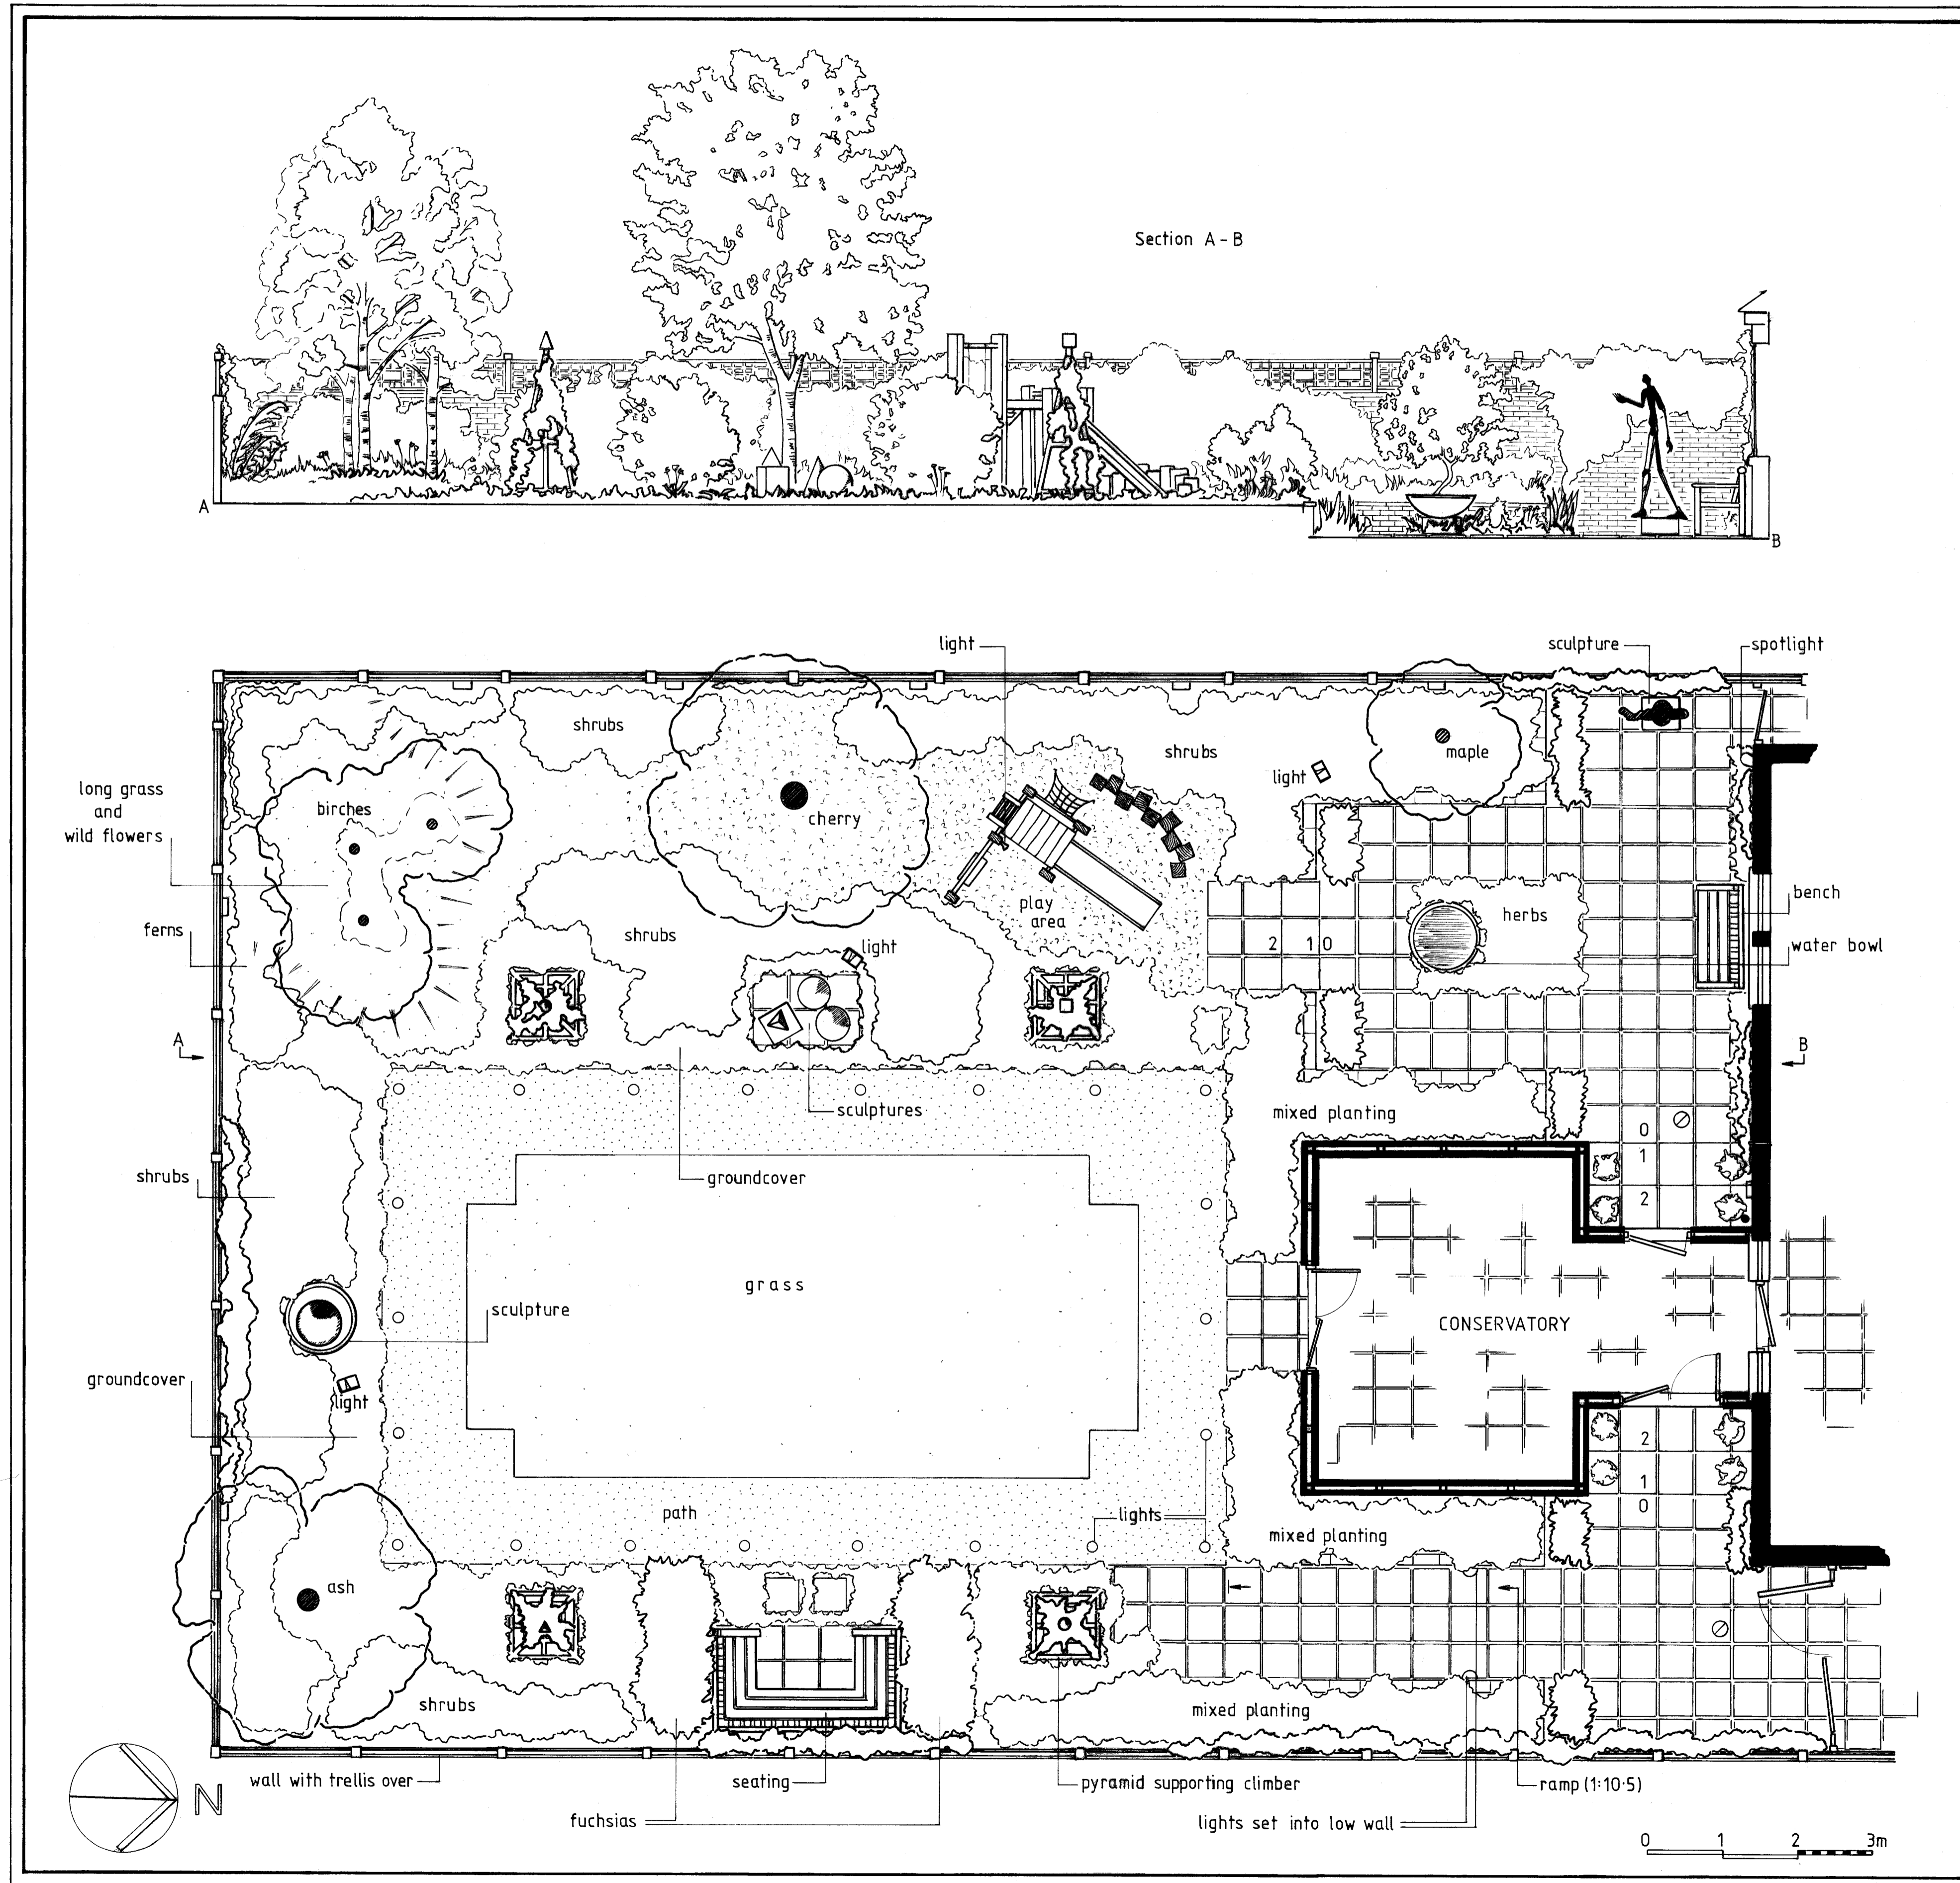 Section A - B
A
B
light
sculpture
spotlight
shrubs
shrubs
maple
light
long grass
and
wild flowers
birches
cherry
bench
play
area
herbs
ferns
shrubs
light
2 1 0
water bowl
A
B
sculptures
mixed planting
0
1
2
shrubs
groundcover
grass
sculpture
CONSERVATORY
groundcover
light
2
1
0
path
lights
mixed planting
ash
shrubs
mixed planting
N
wall with trellis over
seating
pyramid supporting climber
ramp (1:10·5)
fuchsias
lights set into low wall
0 1 2 3m